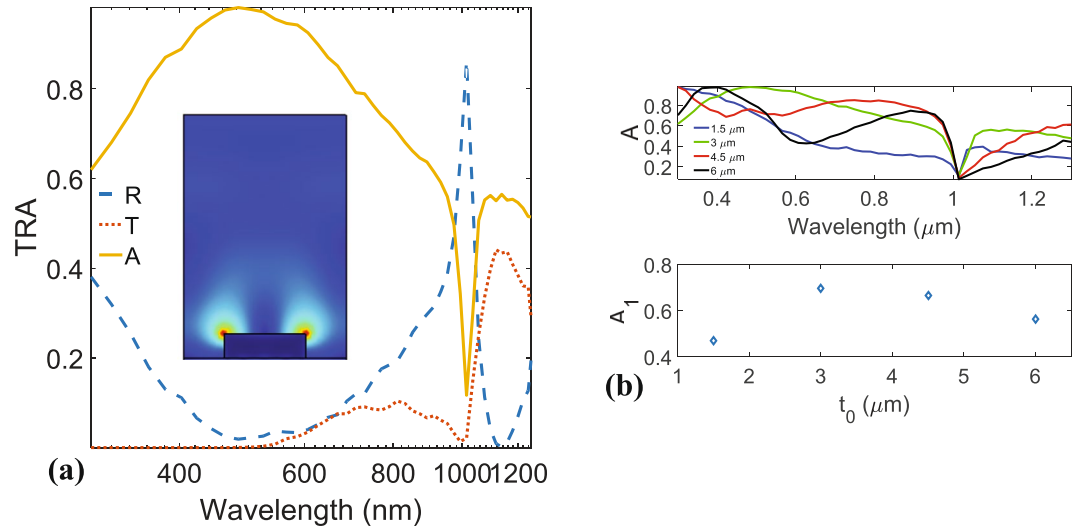 0.8
0.6
0.4
0.2
TRA
R
T
A
400
600
800
1000
1200
Wavelength (nm)
(a)
0.8
0.6
0.4
0.2
A
1.5 μm
3 μm
4.5 μm
6 μm
0.4
0.6
0.8
1
1.2
Wavelength (μm)
0.8
0.6
0.4
A₁
1
2
3
4
5
6
t₀ (μm)
(b)